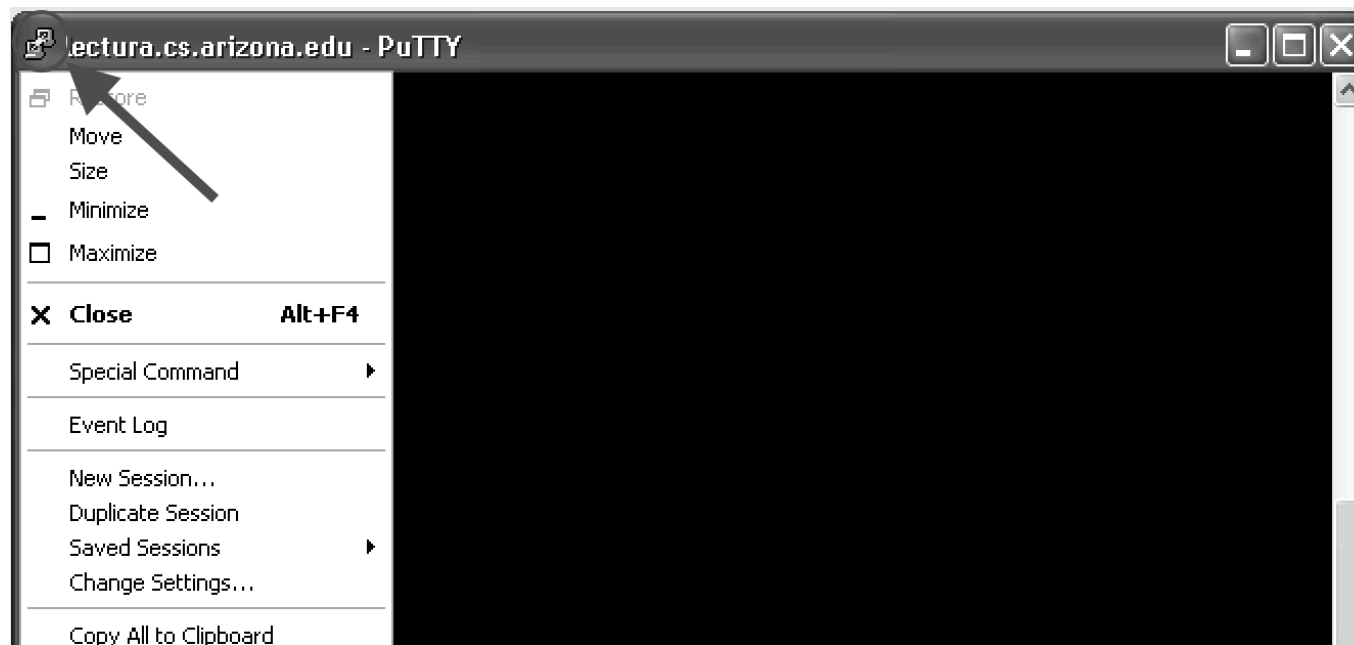 lectura.cs.arizona.edu - PuTTY
Restore
Move
Size
Minimize
Maximize
Close Alt+F4
Special Command
Event Log
New Session...
Duplicate Session
Saved Sessions
Change Settings...
Copy All to Clipboard